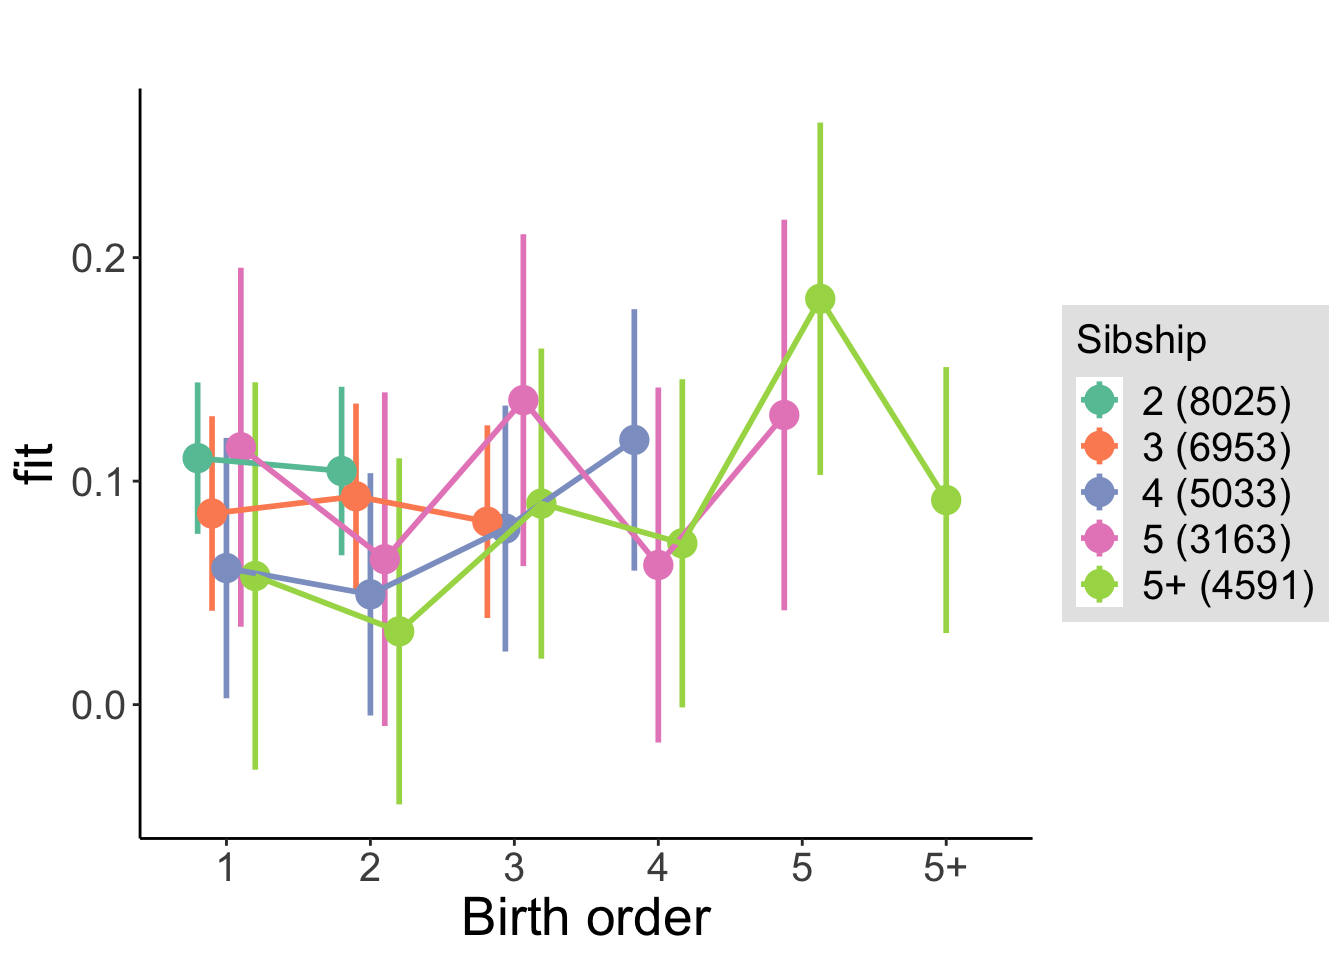 fit
0.2
0.1
0.0
1 2 3 4 5 5+
Birth order
Sibship
2 (8025)
3 (6953)
4 (5033)
5 (3163)
5+ (4591)